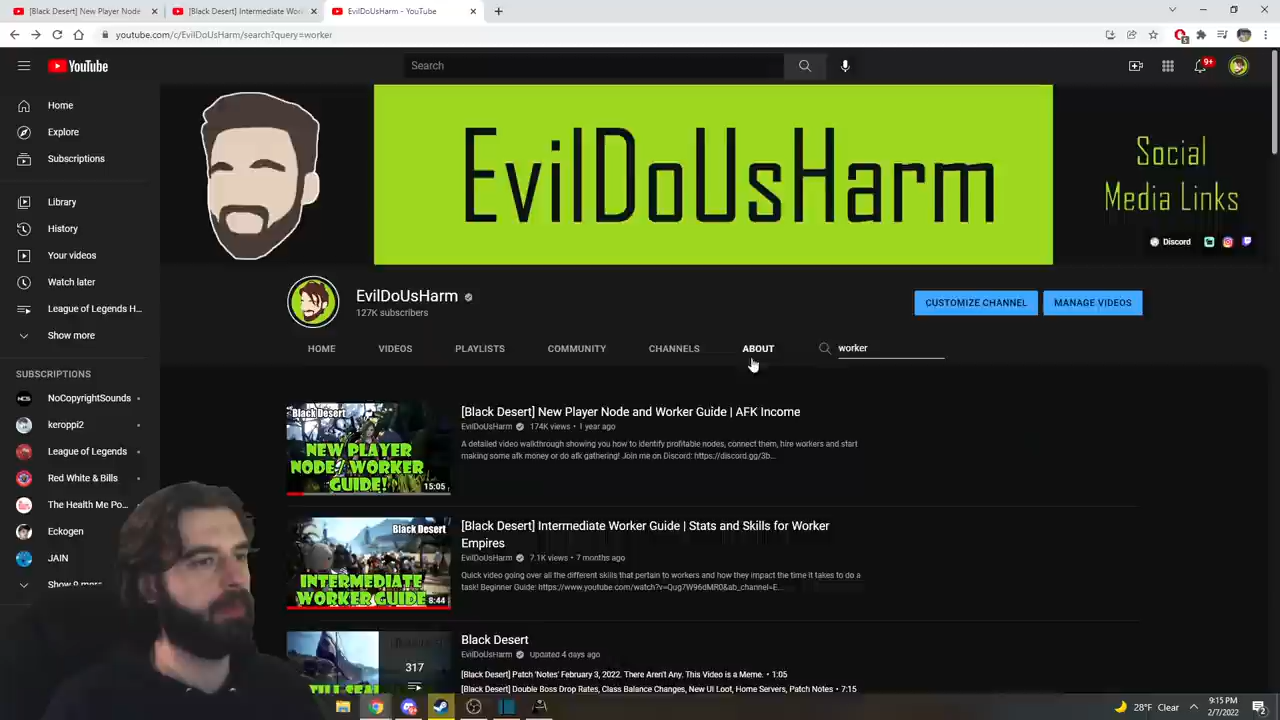 [Black Desert] New Player Node
[Black Desert] Intermediate Wor
EvilDoUsHarm - YouTube
youtube.com/c/EvilDoUsHarm/search?query=worker
YouTube
Search
9+
Home
Explore
Subscriptions
Library
History
Your videos
Watch later
League of Legends H...
Show more
SUBSCRIPTIONS
NoCopyrightSounds
keroppi2
League of Legends
Red White & Bills
The Health Me Po...
Eckogen
JAIN
Show 9 more
EvilDoUsHarm
Social
Media Links
Discord
EvilDoUsHarm
127K subscribers
CUSTOMIZE CHANNEL
MANAGE VIDEOS
HOME
VIDEOS
PLAYLISTS
COMMUNITY
CHANNELS
ABOUT
worker
Black Desert
NEW PLAYER
NODE/WORKER
GUIDE!
15:05
[Black Desert] New Player Node and Worker Guide | AFK Income
EvilDoUsHarm 174K views • 1 year ago
A detailed video walkthrough showing you how to identify profitable nodes, connect them, hire workers and start
making some afk money or do afk gathering! Join me on Discord: https://discord.gg/3b...
Black Desert
INTERMEDIATE
WORKER GUIDE
8:44
[Black Desert] Intermediate Worker Guide | Stats and Skills for Worker
Empires
EvilDoUsHarm 7.1K views • 7 months ago
Quick video going over all the different skills that pertain to workers and how they impact the time it takes to do a
task! Beginner Guide: https://www.youtube.com/watch?v=Qug7W96dMR0&ab_channel=E...
317
Black Desert
EvilDoUsHarm Updated 4 days ago
[Black Desert] Patch 'Notes' February 3, 2022. There Aren't Any. This Video is a Meme. • 1:05
[Black Desert] Double Boss Drop Rates, Class Balance Changes, New UI Loot, Home Servers, Patch Notes • 7:15
28°F Clear
9:15 PM
2/7/2022